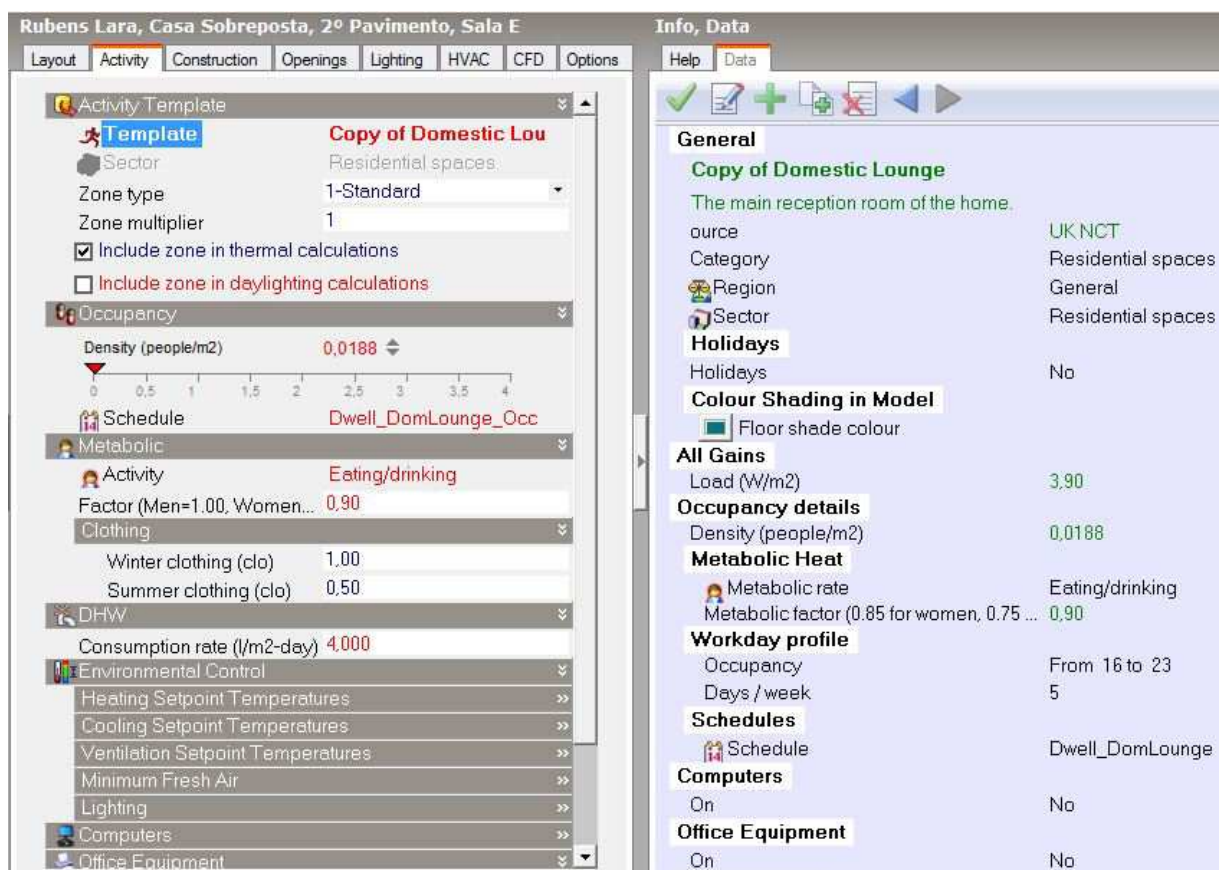 Rubens Lara, Casa Sobreposta, 2º Pavimento, Sala E
Layout Activity Construction Openings Lighting HVAC CFD Options
Activity Template
Template Copy of Domestic Lou
Sector Residential spaces
Zone type 1-Standard
Zone multiplier 1
Include zone in thermal calculations
Include zone in daylighting calculations
Occupancy
Density (people/m2) 0,0188
0 0,5 1 1,5 2 2,5 3 3,5 4
14 Schedule Dwell_DomLounge_Occ
Metabolic
Activity Eating/drinking
Factor (Men=1.00, Women... 0,90
Clothing
Winter clothing (clo) 1,00
Summer clothing (clo) 0,50
DHW
Consumption rate (l/m2-day) 4,000
Environmental Control
Heating Setpoint Temperatures
Cooling Setpoint Temperatures
Ventilation Setpoint Temperatures
Minimum Fresh Air
Lighting
Computers
Office Equipment
Info, Data
Help Data
General
Copy of Domestic Lounge
The main reception room of the home.
ource UK NCT
Category Residential spaces
Region General
Sector Residential spaces
Holidays
Holidays No
Colour Shading in Model
Floor shade colour
All Gains
Load (W/m2) 3,90
Occupancy details
Density (people/m2) 0,0188
Metabolic Heat
Metabolic rate Eating/drinking
Metabolic factor (0.85 for women, 0.75 ... 0,90
Workday profile
Occupancy From 16 to 23
Days / week 5
Schedules
14 Schedule Dwell_DomLounge
Computers
On No
Office Equipment
On No